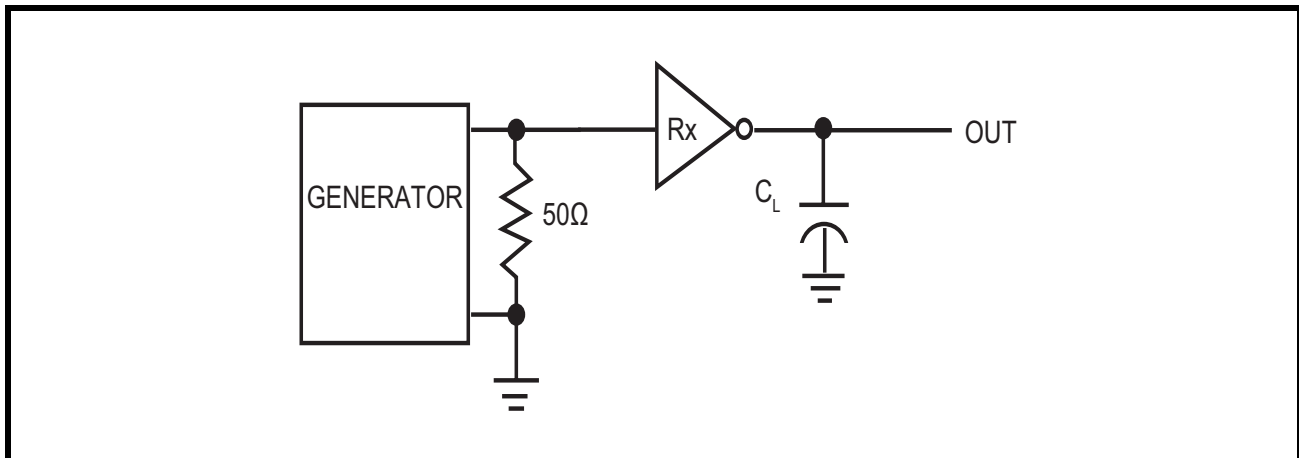 Rx
OUT
GENERATOR
50Ω
C_L